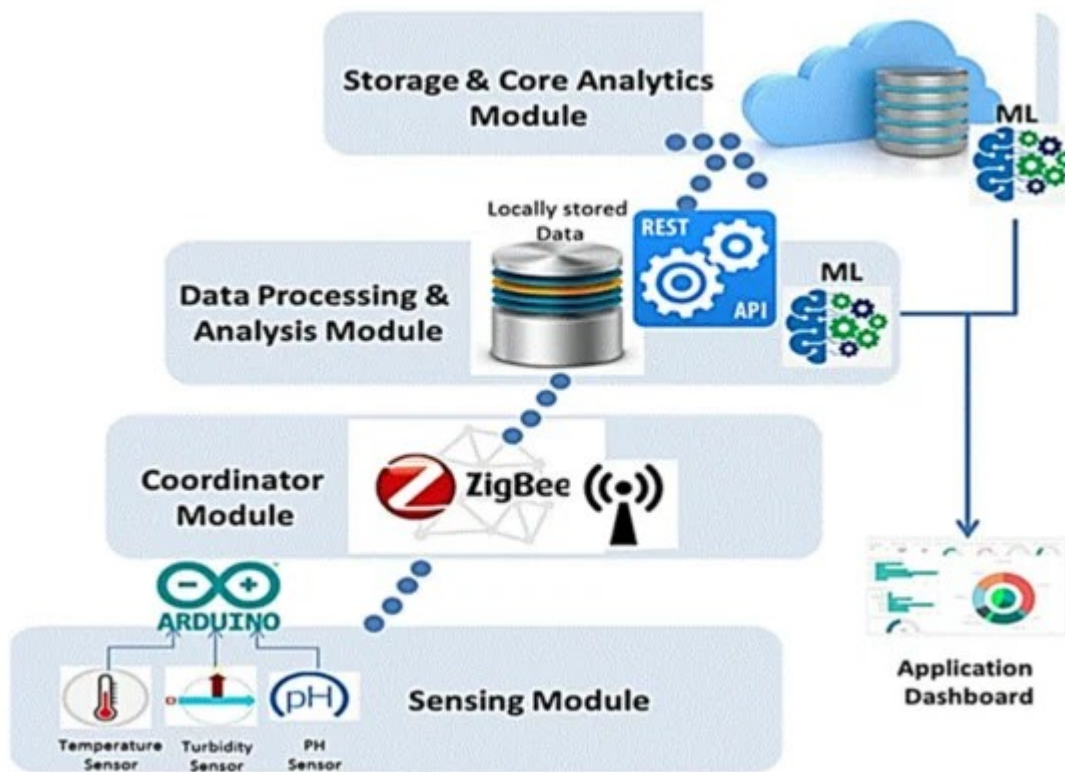 Storage & Core Analytics
Module
ML
Locally stored
Data
REST
API
ML
Data Processing &
Analysis Module
Coordinator
Module
ZigBee
ARDUINO
Sensing Module
pH
Temperature
Sensor
Turbidity
Sensor
PH
Sensor
Application
Dashboard